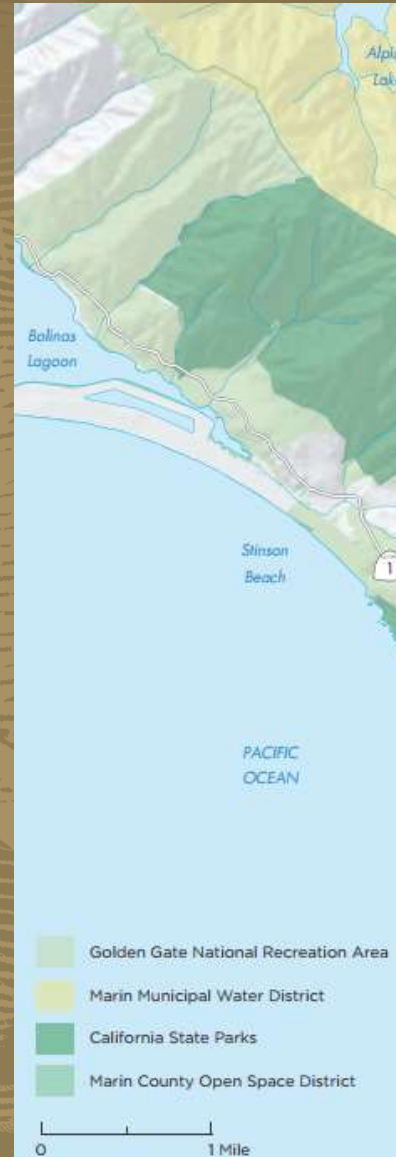 Bolinas
Lagoon
Stinson
Beach
1
PACIFIC
OCEAN
Golden Gate National Recreation Area
Marin Municipal Water District
California State Parks
Marin County Open Space District
0
1 Mile